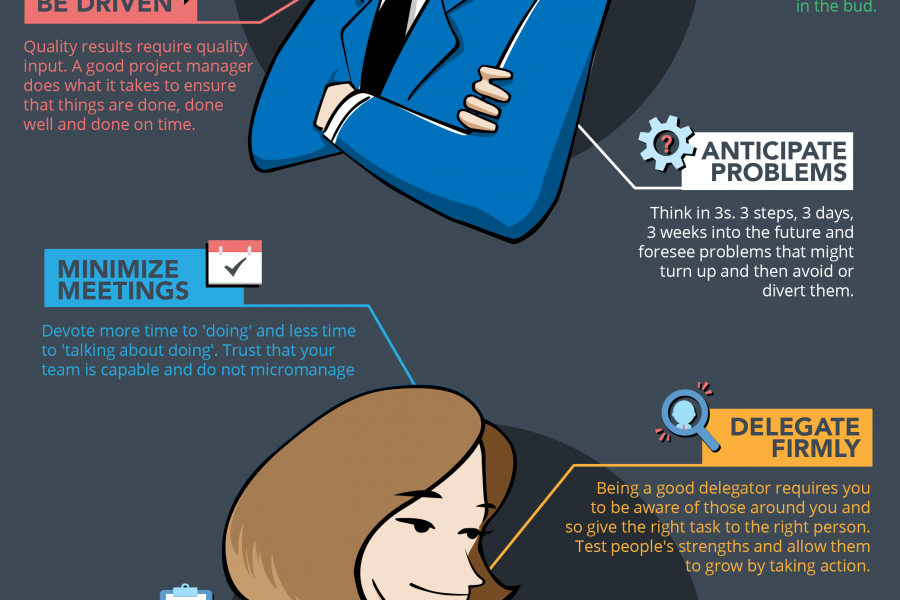 BE DRIVEN
Quality results require quality
input. A good project manager
does what it takes to ensure
that things are done, done
well and done on time.
in the bud.
?
ANTICIPATE
PROBLEMS
Think in 3s. 3 steps, 3 days,
3 weeks into the future and
foresee problems that might
turn up and then avoid or
divert them.
MINIMIZE
MEETINGS
Devote more time to 'doing' and less time
to 'talking about doing'. Trust that your
team is capable and do not micromanage
DELEGATE
FIRMLY
Being a good delegator requires you
to be aware of those around you and
so give the right task to the right person.
Test people's strengths and allow them
to grow by taking action.